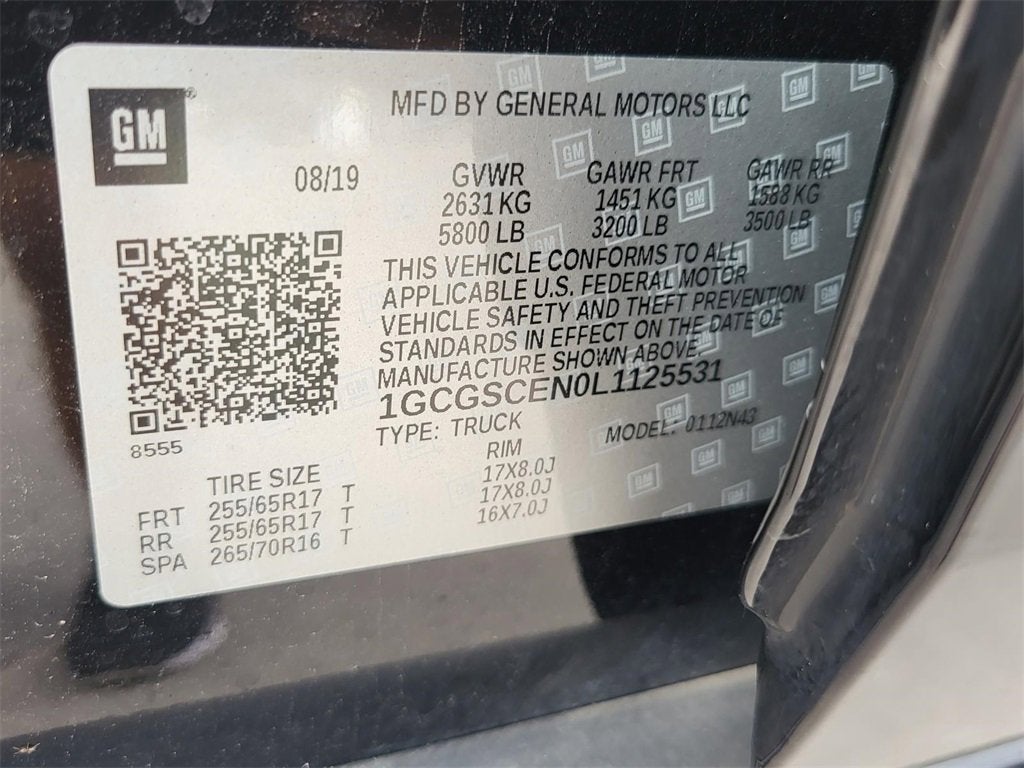 GM
MFD BY GENERAL MOTORS LLC
08/19
GVWR GAWR FRT GAWR RR
2631 KG 1451 KG 1588 KG
5800 LB 3200 LB 3500 LB
THIS VEHICLE CONFORMS TO ALL
APPLICABLE U.S. FEDERAL MOTOR
VEHICLE SAFETY AND THEFT PREVENTION
STANDARDS IN EFFECT ON THE DATE OF
MANUFACTURE SHOWN ABOVE.
1GCGSCEN0L1125531
TYPE: TRUCK MODEL: 0112N43
8555
TIRE SIZE RIM
FRT 255/65R17 T 17X8.0J
RR 255/65R17 T 17X8.0J
SPA 265/70R16 T 16X7.0J